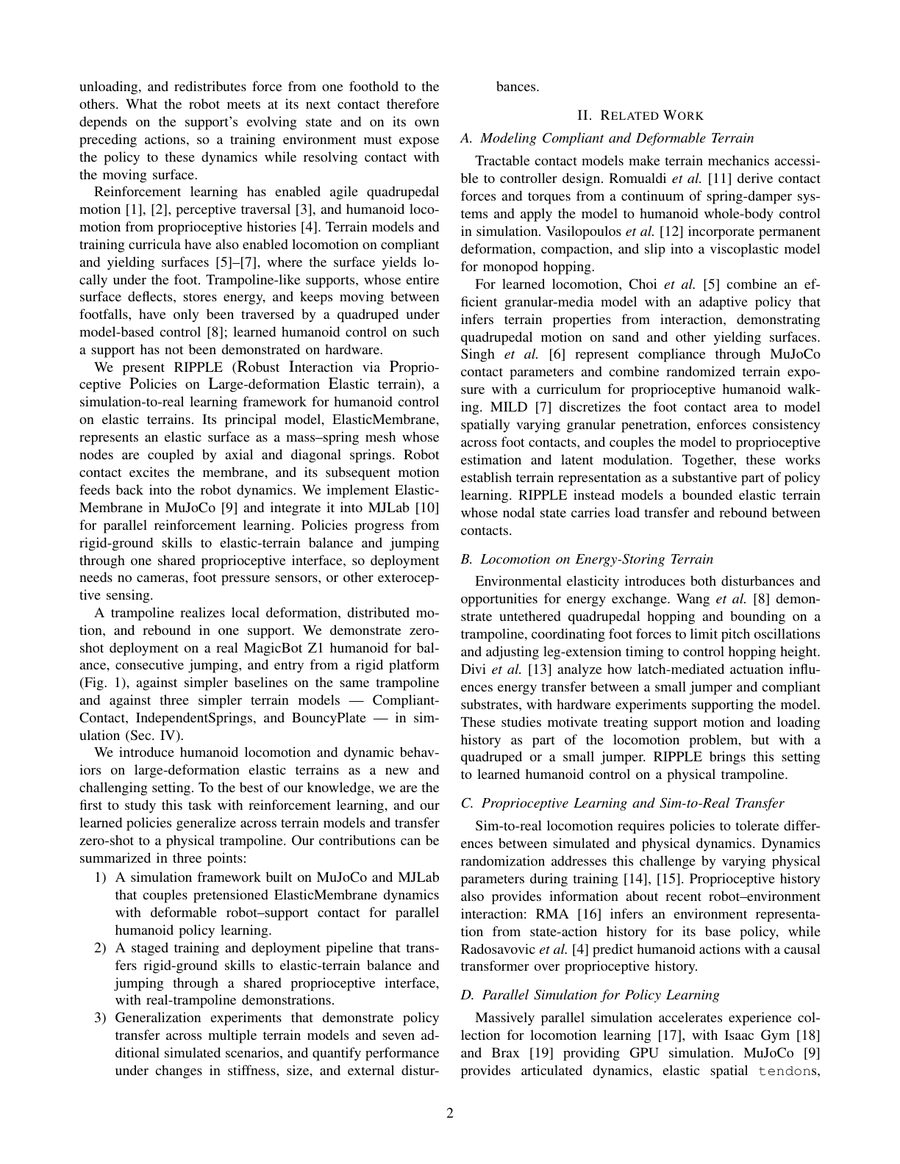 unloading, and redistributes force from one foothold to the
others. What the robot meets at its next contact therefore
depends on the support's evolving state and on its own
preceding actions, so a training environment must expose
the policy to these dynamics while resolving contact with
the moving surface.
Reinforcement learning has enabled agile quadrupedal
motion [1], [2], perceptive traversal [3], and humanoid loco-
motion from proprioceptive histories [4]. Terrain models and
training curricula have also enabled locomotion on compliant
and yielding surfaces [5]–[7], where the surface yields lo-
cally under the foot. Trampoline-like supports, whose entire
surface deflects, stores energy, and keeps moving between
footfalls, have only been traversed by a quadruped under
model-based control [8]; learned humanoid control on such
a support has not been demonstrated on hardware.
We present RIPPLE (Robust Interaction via Proprio-
ceptive Policies on Large-deformation Elastic terrain), a
simulation-to-real learning framework for humanoid control
on elastic terrains. Its principal model, ElasticMembrane,
represents an elastic surface as a mass–spring mesh whose
nodes are coupled by axial and diagonal springs. Robot
contact excites the membrane, and its subsequent motion
feeds back into the robot dynamics. We implement Elastic-
Membrane in MuJoCo [9] and integrate it into MJLab [10]
for parallel reinforcement learning. Policies progress from
rigid-ground skills to elastic-terrain balance and jumping
through one shared proprioceptive interface, so deployment
needs no cameras, foot pressure sensors, or other exterocep-
tive sensing.
A trampoline realizes local deformation, distributed mo-
tion, and rebound in one support. We demonstrate zero-
shot deployment on a real MagicBot Z1 humanoid for bal-
ance, consecutive jumping, and entry from a rigid platform
(Fig. 1), against simpler baselines on the same trampoline
and against three simpler terrain models — Compliant-
Contact, IndependentSprings, and BouncyPlate — in sim-
ulation (Sec. IV).
We introduce humanoid locomotion and dynamic behav-
iors on large-deformation elastic terrains as a new and
challenging setting. To the best of our knowledge, we are the
first to study this task with reinforcement learning, and our
learned policies generalize across terrain models and transfer
zero-shot to a physical trampoline. Our contributions can be
summarized in three points:
1) A simulation framework built on MuJoCo and MJLab
that couples pretensioned ElasticMembrane dynamics
with deformable robot–support contact for parallel
humanoid policy learning.
2) A staged training and deployment pipeline that trans-
fers rigid-ground skills to elastic-terrain balance and
jumping through a shared proprioceptive interface,
with real-trampoline demonstrations.
3) Generalization experiments that demonstrate policy
transfer across multiple terrain models and seven ad-
ditional simulated scenarios, and quantify performance
under changes in stiffness, size, and external distur-
bances.
II. RELATED WORK
A. Modeling Compliant and Deformable Terrain
Tractable contact models make terrain mechanics accessi-
ble to controller design. Romualdi et al. [11] derive contact
forces and torques from a continuum of spring-damper sys-
tems and apply the model to humanoid whole-body control
in simulation. Vasilopoulos et al. [12] incorporate permanent
deformation, compaction, and slip into a viscoplastic model
for monopod hopping.
For learned locomotion, Choi et al. [5] combine an ef-
ficient granular-media model with an adaptive policy that
infers terrain properties from interaction, demonstrating
quadrupedal motion on sand and other yielding surfaces.
Singh et al. [6] represent compliance through MuJoCo
contact parameters and combine randomized terrain expo-
sure with a curriculum for proprioceptive humanoid walk-
ing. MILD [7] discretizes the foot contact area to model
spatially varying granular penetration, enforces consistency
across foot contacts, and couples the model to proprioceptive
estimation and latent modulation. Together, these works
establish terrain representation as a substantive part of policy
learning. RIPPLE instead models a bounded elastic terrain
whose nodal state carries load transfer and rebound between
contacts.
B. Locomotion on Energy-Storing Terrain
Environmental elasticity introduces both disturbances and
opportunities for energy exchange. Wang et al. [8] demon-
strate untethered quadrupedal hopping and bounding on a
trampoline, coordinating foot forces to limit pitch oscillations
and adjusting leg-extension timing to control hopping height.
Divi et al. [13] analyze how latch-mediated actuation influ-
ences energy transfer between a small jumper and compliant
substrates, with hardware experiments supporting the model.
These studies motivate treating support motion and loading
history as part of the locomotion problem, but with a
quadruped or a small jumper. RIPPLE brings this setting
to learned humanoid control on a physical trampoline.
C. Proprioceptive Learning and Sim-to-Real Transfer
Sim-to-real locomotion requires policies to tolerate differ-
ences between simulated and physical dynamics. Dynamics
randomization addresses this challenge by varying physical
parameters during training [14], [15]. Proprioceptive history
also provides information about recent robot–environment
interaction: RMA [16] infers an environment representa-
tion from state-action history for its base policy, while
Radosavovic et al. [4] predict humanoid actions with a causal
transformer over proprioceptive history.
D. Parallel Simulation for Policy Learning
Massively parallel simulation accelerates experience col-
lection for locomotion learning [17], with Isaac Gym [18]
and Brax [19] providing GPU simulation. MuJoCo [9]
provides articulated dynamics, elastic spatial tendons,
2